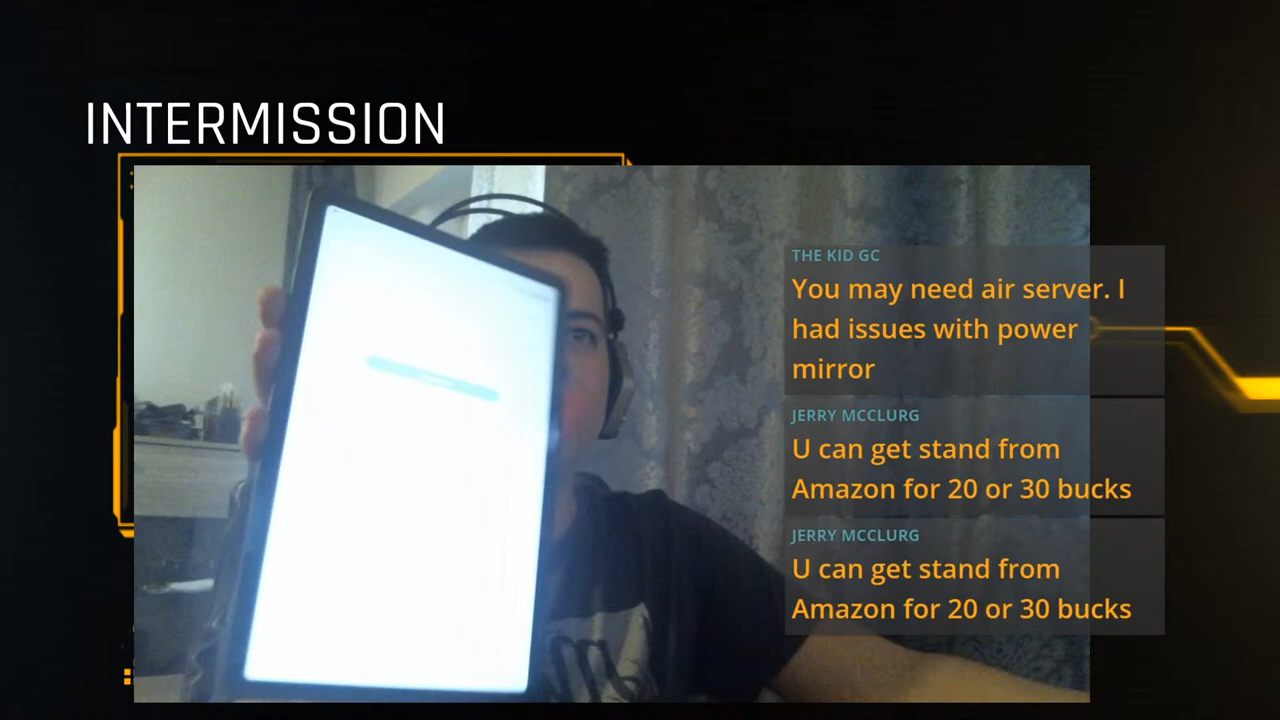 INTERMISSION
THE KID GC
You may need air server. I
had issues with power
mirror
JERRY MCCLURG
U can get stand from
Amazon for 20 or 30 bucks
JERRY MCCLURG
U can get stand from
Amazon for 20 or 30 bucks